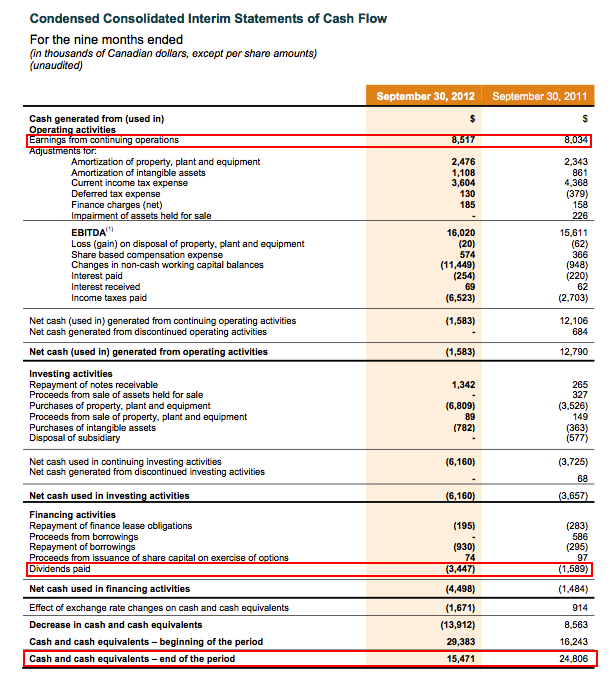 Condensed Consolidated Interim Statements of Cash Flow
For the nine months ended
(in thousands of Canadian dollars, except per share amounts)
(unaudited)
September 30, 2012 September 30, 2011
Cash generated from (used in) $ $
Operating activities
Earnings from continuing operations 8,517 8,034
Adjustments for:
Amortization of property, plant and equipment 2,476 2,343
Amortization of intangible assets 1,108 861
Current income tax expense 3,604 4,368
Deferred tax expense 130 (379)
Finance charges (net) 185 158
Impairment of assets held for sale - 226
EBITDA(1) 16,020 15,611
Loss (gain) on disposal of property, plant and equipment (20) (62)
Share based compensation expense 574 366
Changes in non-cash working capital balances (11,449) (948)
Interest paid (254) (220)
Interest received 69 62
Income taxes paid (6,523) (2,703)
Net cash (used in) generated from continuing operating activities (1,583) 12,106
Net cash generated from discontinued operating activities - 684
Net cash (used in) generated from operating activities (1,583) 12,790
Investing activities
Repayment of notes receivable 1,342 265
Proceeds from sale of assets held for sale - 327
Purchases of property, plant and equipment (6,809) (3,526)
Proceeds from sale of property, plant and equipment 89 149
Purchases of intangible assets (782) (363)
Disposal of subsidiary - (577)
Net cash used in continuing investing activities (6,160) (3,725)
Net cash generated from discontinued investing activities - 68
Net cash used in investing activities (6,160) (3,657)
Financing activities
Repayment of finance lease obligations (195) (283)
Proceeds from borrowings - 586
Repayment of borrowings (930) (295)
Proceeds from issuance of share capital on exercise of options 74 97
Dividends paid (3,447) (1,589)
Net cash used in financing activities (4,498) (1,484)
Effect of exchange rate changes on cash and cash equivalents (1,671) 914
Decrease in cash and cash equivalents (13,912) 8,563
Cash and cash equivalents – beginning of the period 29,383 16,243
Cash and cash equivalents – end of the period 15,471 24,806